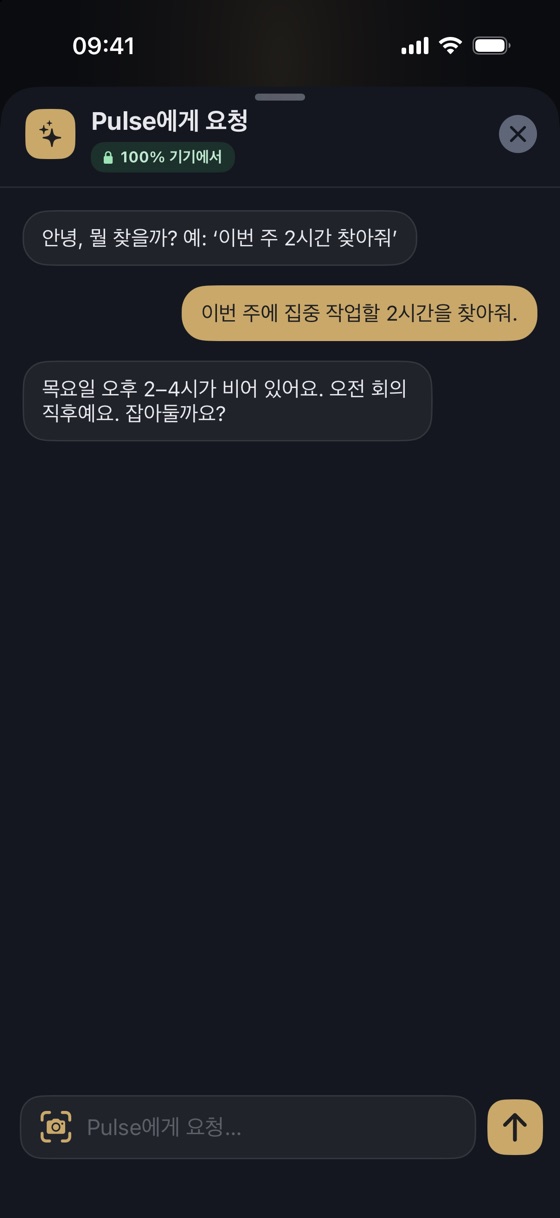 09:41
Pulse에게 요청
100% 기기에서
안녕, 뭘 찾을까? 예: ‘이번 주 2시간 찾아줘’
이번 주에 집중 작업할 2시간을 찾아줘.
목요일 오후 2–4시가 비어 있어요. 오전 회의
직후예요. 잡아둘까요?
Pulse에게 요청...